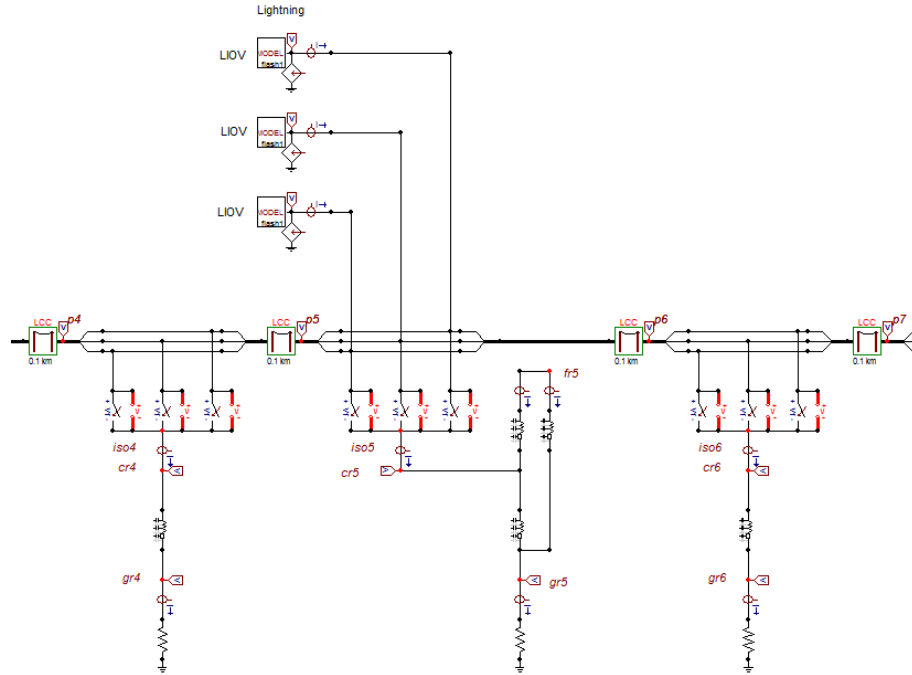 Lightning
LIOV
MODEL
flash1
V
I
LIOV
MODEL
flash1
V
I
LIOV
MODEL
flash1
V
I
LCC
V
p4
0.1 km
LCC
V
p5
0.1 km
LCC
V
p6
0.1 km
LCC
V
p7
0.1 km
fr5
iso4
cr4
iso5
cr5
iso6
cr6
gr4
gr5
gr6